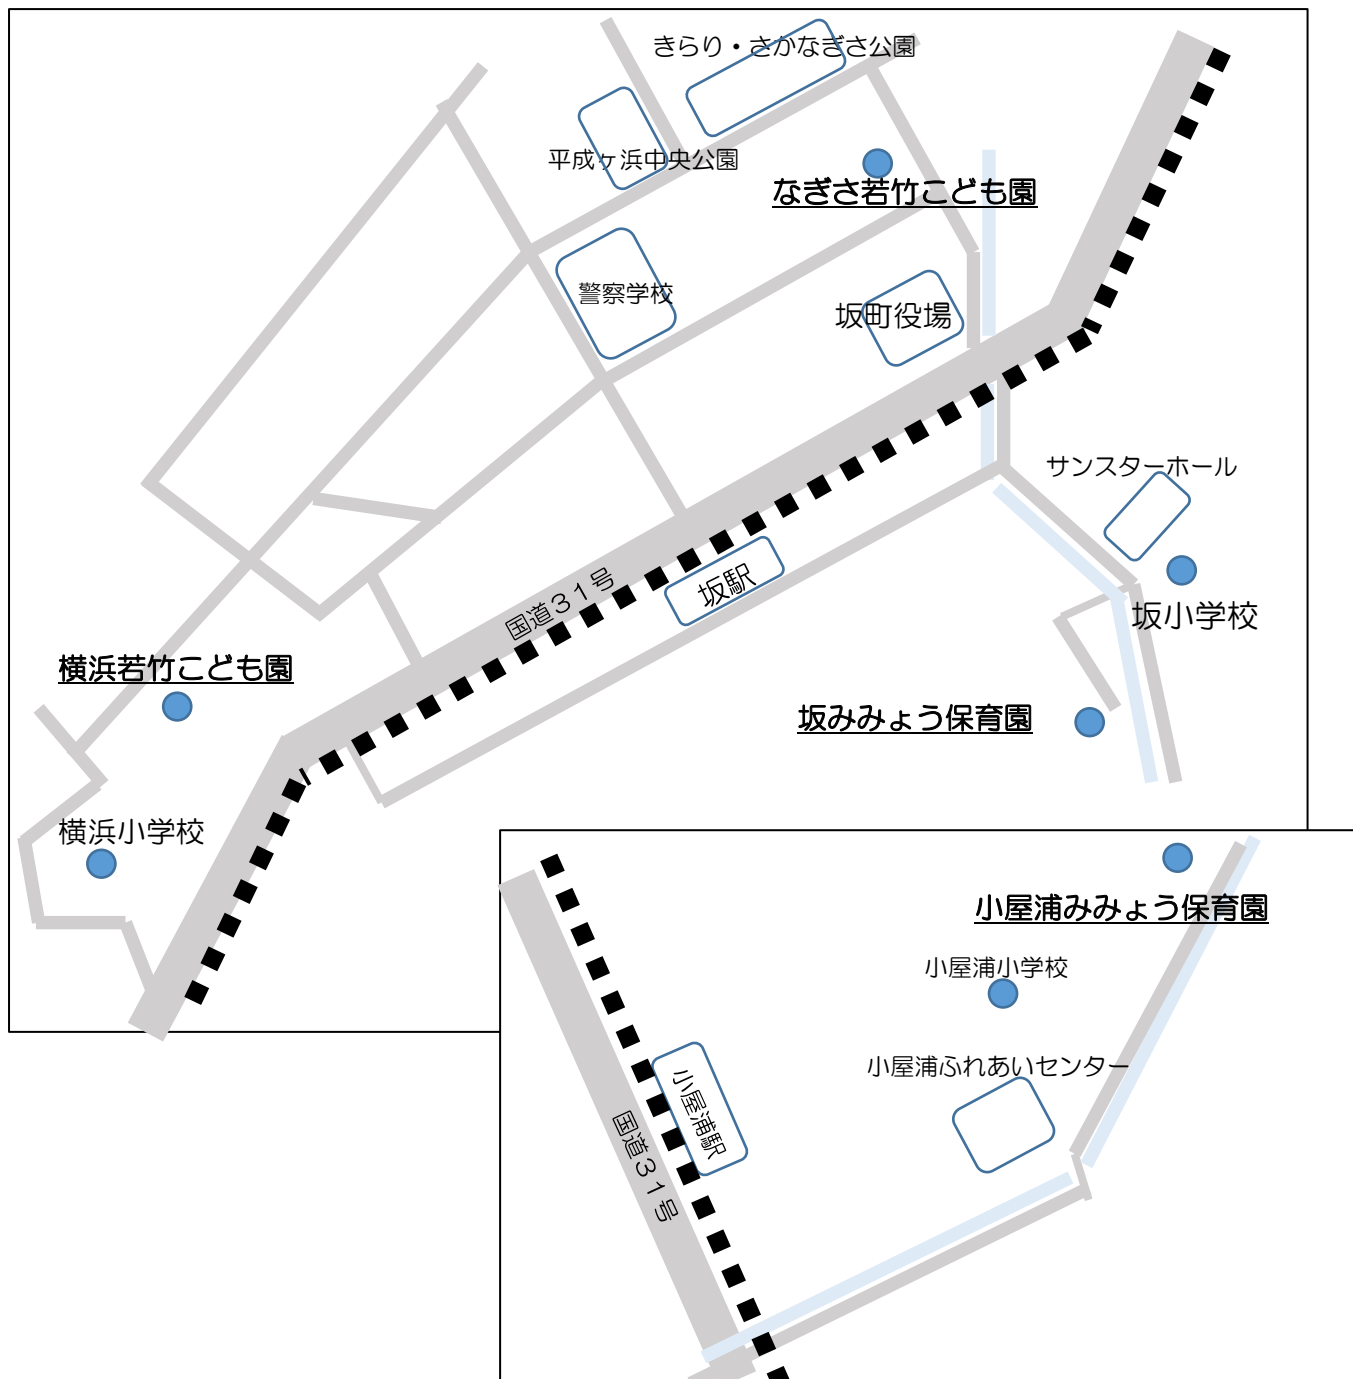 きらり・さかなぎさ公園
平成ヶ浜中央公園
なぎさ若竹こども園
警察学校
坂町役場
サンスターホール
坂駅
国道３１号
坂小学校
横浜若竹こども園
坂みみょう保育園
横浜小学校
小屋浦みみょう保育園
小屋浦小学校
小屋浦ふれあいセンター
小屋浦駅
国道３１号